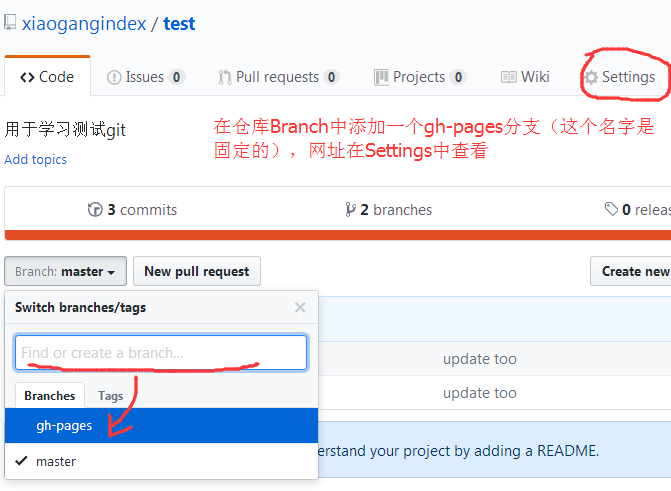 xiaogangindex / test
Code Issues 0 Pull requests 0 Projects 0 Wiki Settings
用于学习测试git
在仓库Branch中添加一个gh-pages分支（这个名字是
固定的），网址在Settings中查看
Add topics
3 commits 2 branches 0 relea
Branch: master New pull request Create new
Switch branches/tags
Find or create a branch...
update too
Branches Tags
update too
gh-pages
erstand your project by adding a README.
master